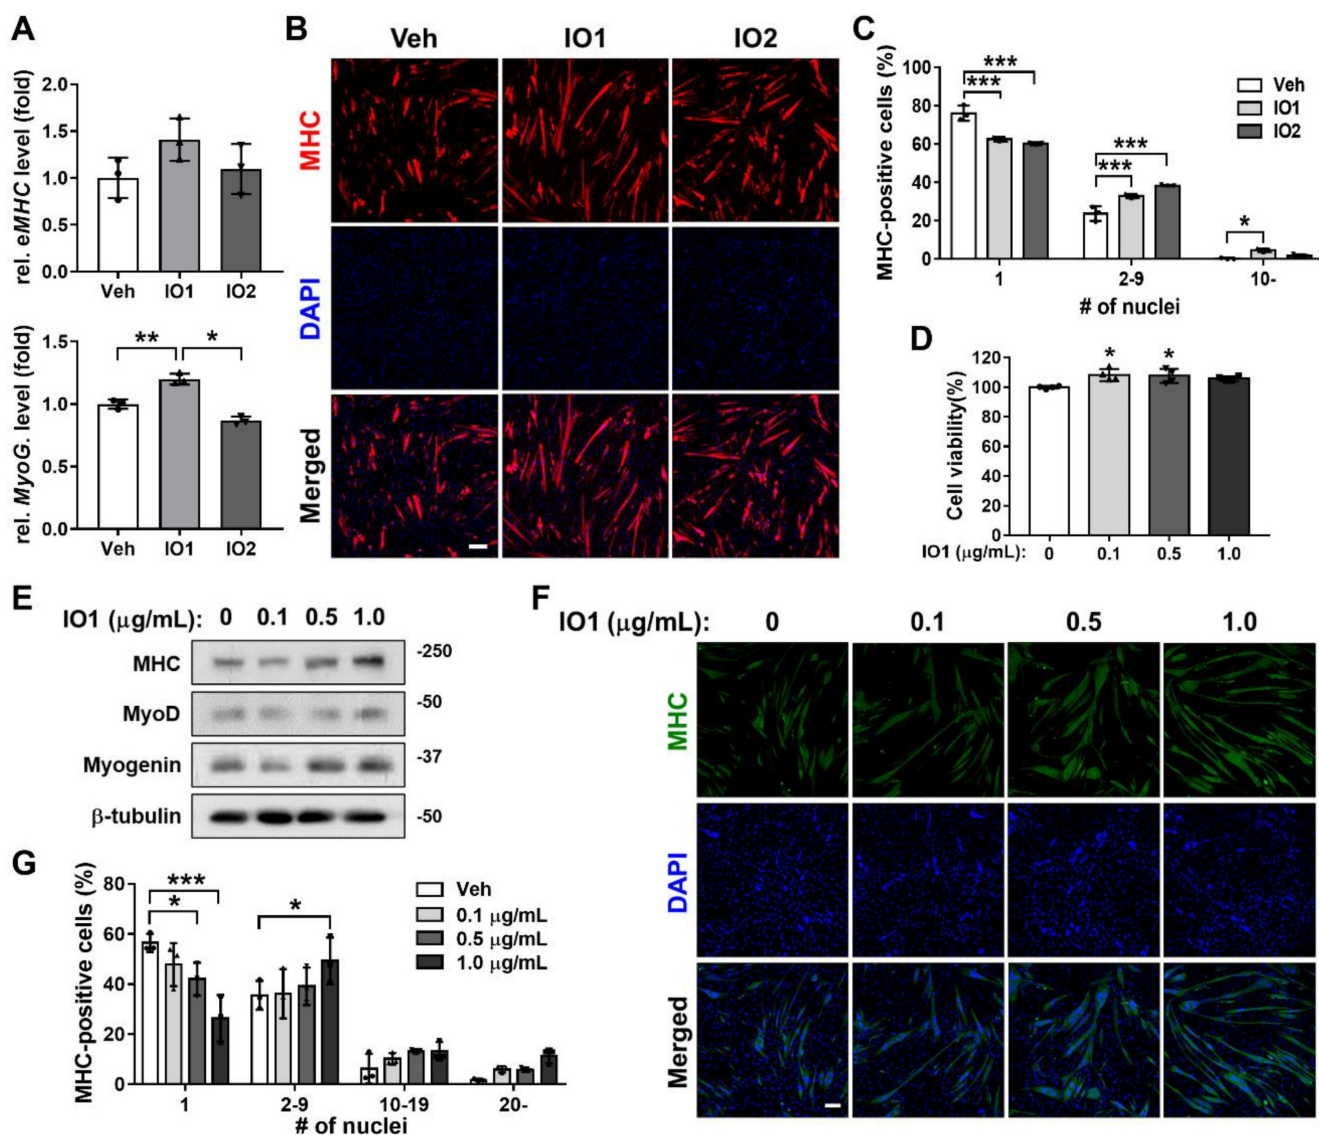 A
rel. eMHC level (fold)
2.0
1.5
1.0
0.5
0.0
Veh IO1 IO2
rel. MyoG. level (fold)
1.5
1.0
0.5
0.0
** *
Veh IO1 IO2
B
Veh IO1 IO2
MHC
DAPI
Merged
C
MHC-positive cells (%)
100
80
60
40
20
0
***
***
***
***
*
Veh
IO1
IO2
1 2-9 10-
# of nuclei
D
Cell viability(%)
120
100
80
60
40
20
0
* *
IO1 (μg/mL): 0 0.1 0.5 1.0
E
IO1 (μg/mL): 0 0.1 0.5 1.0
MHC -250
MyoD -50
Myogenin -37
β-tubulin -50
F
IO1 (μg/mL): 0 0.1 0.5 1.0
MHC
DAPI
Merged
G
MHC-positive cells (%)
80
60
40
20
0
***
*
*
Veh
0.1 μg/mL
0.5 μg/mL
1.0 μg/mL
1 2-9 10-19 20-
# of nuclei